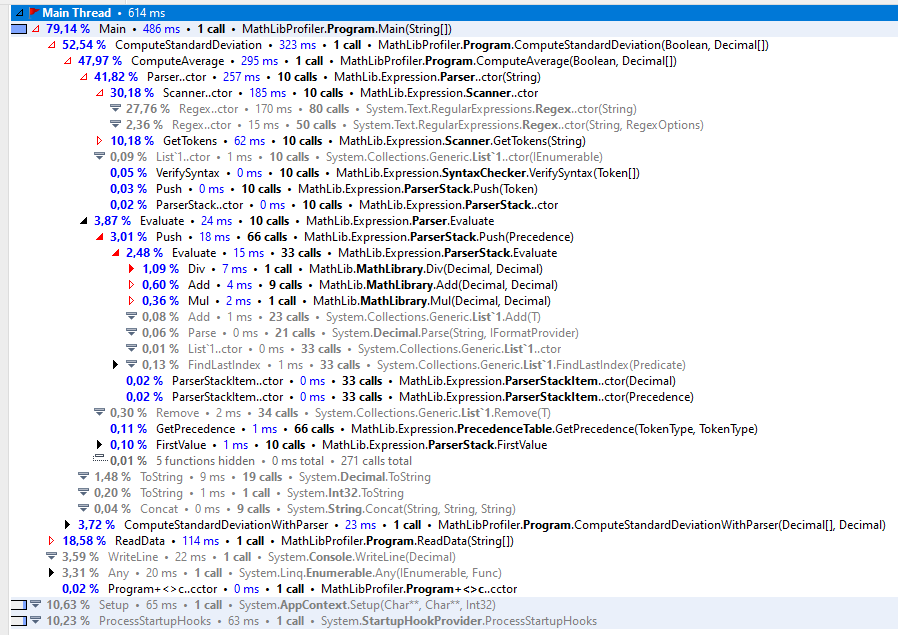 Main Thread • 614 ms
79,14 % Main • 486 ms • 1 call • MathLibProfiler.Program.Main(String[])
52,54 % ComputeStandardDeviation • 323 ms • 1 call • MathLibProfiler.Program.ComputeStandardDeviation(Boolean, Decimal[])
47,97 % ComputeAverage • 295 ms • 1 call • MathLibProfiler.Program.ComputeAverage(Boolean, Decimal[])
41,82 % Parser..ctor • 257 ms • 10 calls • MathLib.Expression.Parser..ctor(String)
30,18 % Scanner..ctor • 185 ms • 10 calls • MathLib.Expression.Scanner..ctor
27,76 % Regex..ctor • 170 ms • 80 calls • System.Text.RegularExpressions.Regex..ctor(String)
2,36 % Regex..ctor • 15 ms • 50 calls • System.Text.RegularExpressions.Regex..ctor(String, RegexOptions)
10,18 % GetTokens • 62 ms • 10 calls • MathLib.Expression.Scanner.GetTokens(String)
0,09 % List`1..ctor • 1 ms • 10 calls • System.Collections.Generic.List`1..ctor(IEnumerable)
0,05 % VerifySyntax • 0 ms • 10 calls • MathLib.Expression.SyntaxChecker.VerifySyntax(Token[])
0,03 % Push • 0 ms • 10 calls • MathLib.Expression.ParserStack.Push(Token)
0,02 % ParserStack..ctor • 0 ms • 10 calls • MathLib.Expression.ParserStack..ctor
3,87 % Evaluate • 24 ms • 10 calls • MathLib.Expression.Parser.Evaluate
3,01 % Push • 18 ms • 66 calls • MathLib.Expression.ParserStack.Push(Precedence)
2,48 % Evaluate • 15 ms • 33 calls • MathLib.Expression.ParserStack.Evaluate
1,09 % Div • 7 ms • 1 call • MathLib.MathLibrary.Div(Decimal, Decimal)
0,60 % Add • 4 ms • 9 calls • MathLib.MathLibrary.Add(Decimal, Decimal)
0,36 % Mul • 2 ms • 1 call • MathLib.MathLibrary.Mul(Decimal, Decimal)
0,08 % Add • 1 ms • 23 calls • System.Collections.Generic.List`1.Add(T)
0,06 % Parse • 0 ms • 21 calls • System.Decimal.Parse(String, IFormatProvider)
0,01 % List`1..ctor • 0 ms • 33 calls • System.Collections.Generic.List`1..ctor
0,13 % FindLastIndex • 1 ms • 33 calls • System.Collections.Generic.List`1.FindLastIndex(Predicate)
0,02 % ParserStackItem..ctor • 0 ms • 33 calls • MathLib.Expression.ParserStackItem..ctor(Decimal)
0,02 % ParserStackItem..ctor • 0 ms • 33 calls • MathLib.Expression.ParserStackItem..ctor(Precedence)
0,30 % Remove • 2 ms • 34 calls • System.Collections.Generic.List`1.Remove(T)
0,11 % GetPrecedence • 1 ms • 66 calls • MathLib.Expression.PrecedenceTable.GetPrecedence(TokenType, TokenType)
0,10 % FirstValue • 1 ms • 10 calls • MathLib.Expression.ParserStack.FirstValue
0,01 % 5 functions hidden • 0 ms total • 271 calls total
1,48 % ToString • 9 ms • 19 calls • System.Decimal.ToString
0,20 % ToString • 1 ms • 1 call • System.Int32.ToString
0,04 % Concat • 0 ms • 9 calls • System.String.Concat(String, String, String)
3,72 % ComputeStandardDeviationWithParser • 23 ms • 1 call • MathLibProfiler.Program.ComputeStandardDeviationWithParser(Decimal[], Decimal)
18,58 % ReadData • 114 ms • 1 call • MathLibProfiler.Program.ReadData(String[])
3,59 % WriteLine • 22 ms • 1 call • System.Console.WriteLine(Decimal)
3,31 % Any • 20 ms • 1 call • System.Linq.Enumerable.Any(IEnumerable, Func)
0,02 % Program+<>c..cctor • 0 ms • 1 call • MathLibProfiler.Program+<>c..cctor
10,63 % Setup • 65 ms • 1 call • System.AppContext.Setup(Char**, Char**, Int32)
10,23 % ProcessStartupHooks • 63 ms • 1 call • System.StartupHookProvider.ProcessStartupHooks